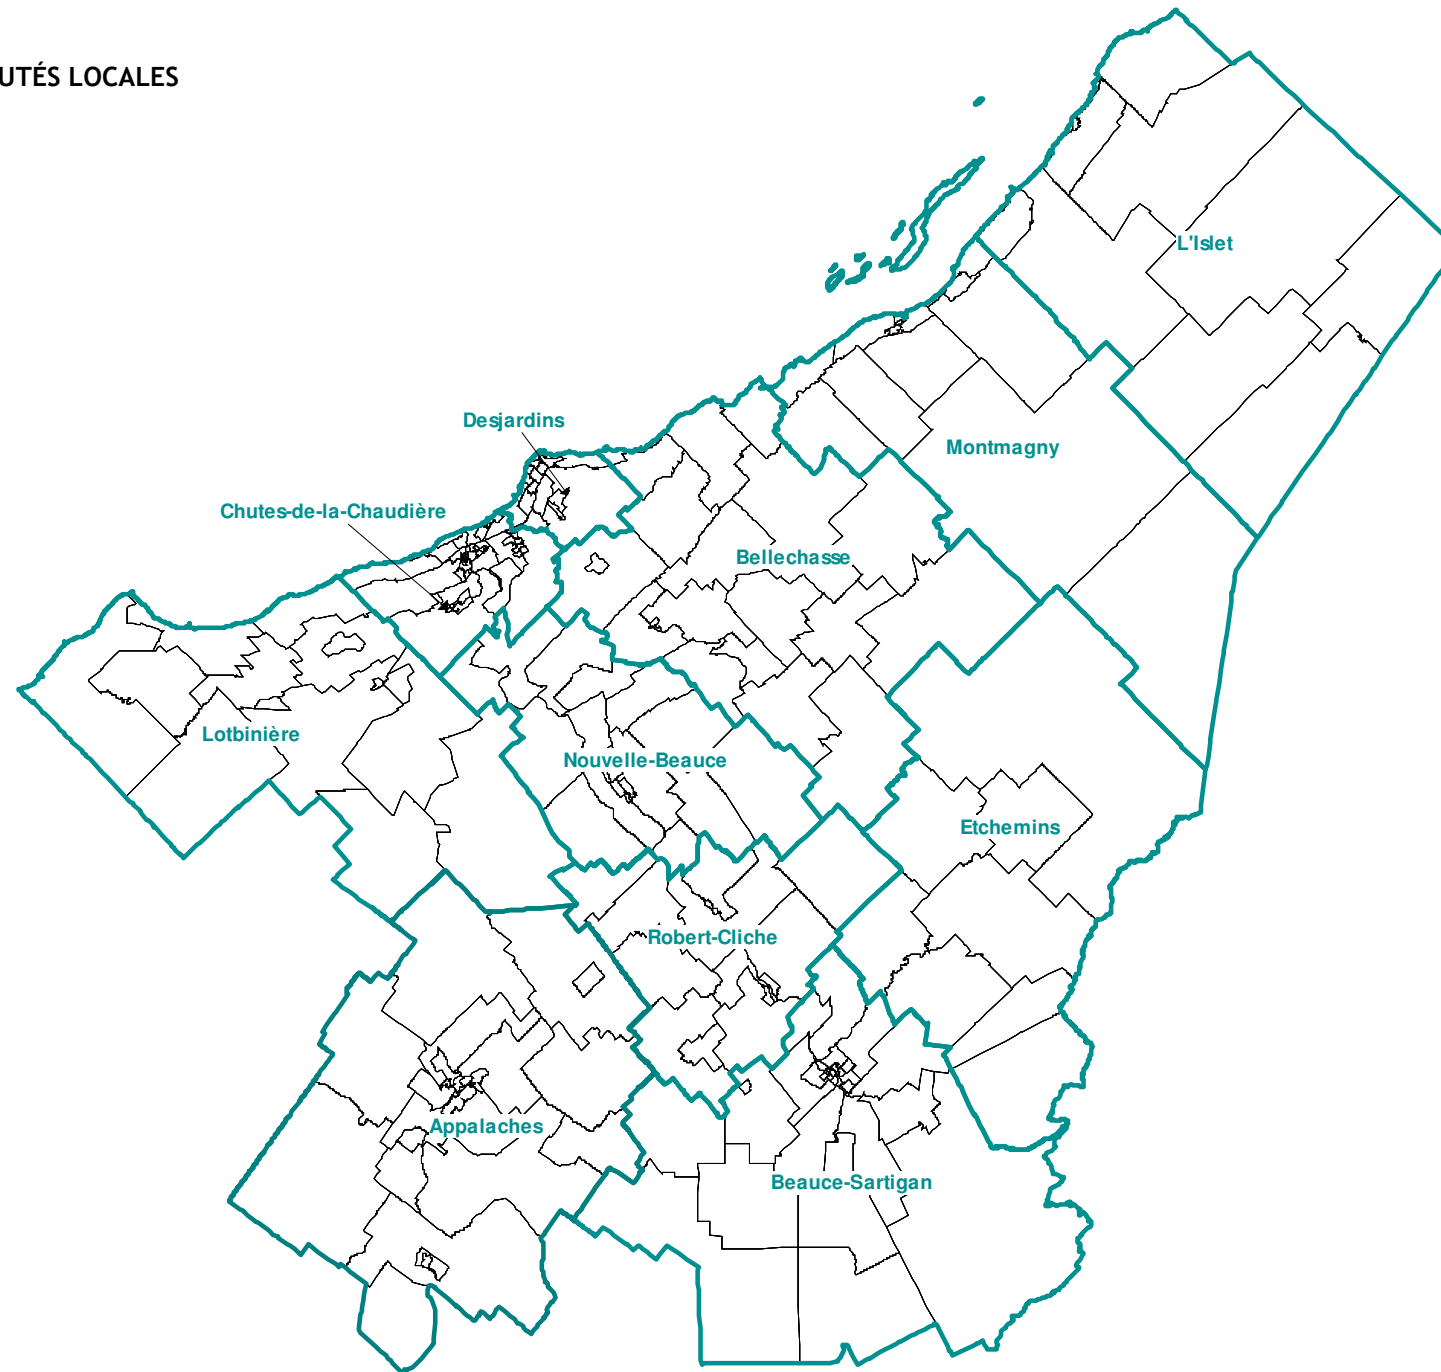 UTÉS LOCALES
L'Islet
Desjardins
Montmagny
Chutes-de-la-Chaudière
Bellechasse
Lotbinière
Nouvelle-Beauce
Etchemins
Robert-Cliche
Appalaches
Beauce-Sartigan